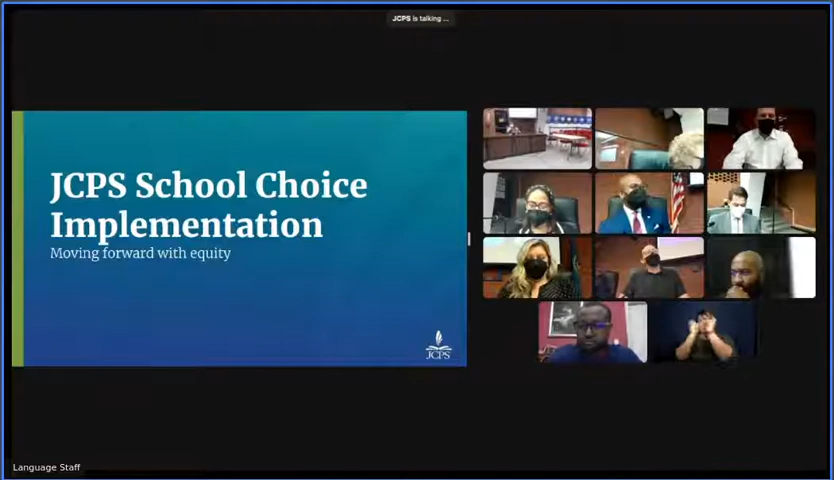 JCPS is talking ...
JCPS School Choice
Implementation
Moving forward with equity
JCPS
Language Staff